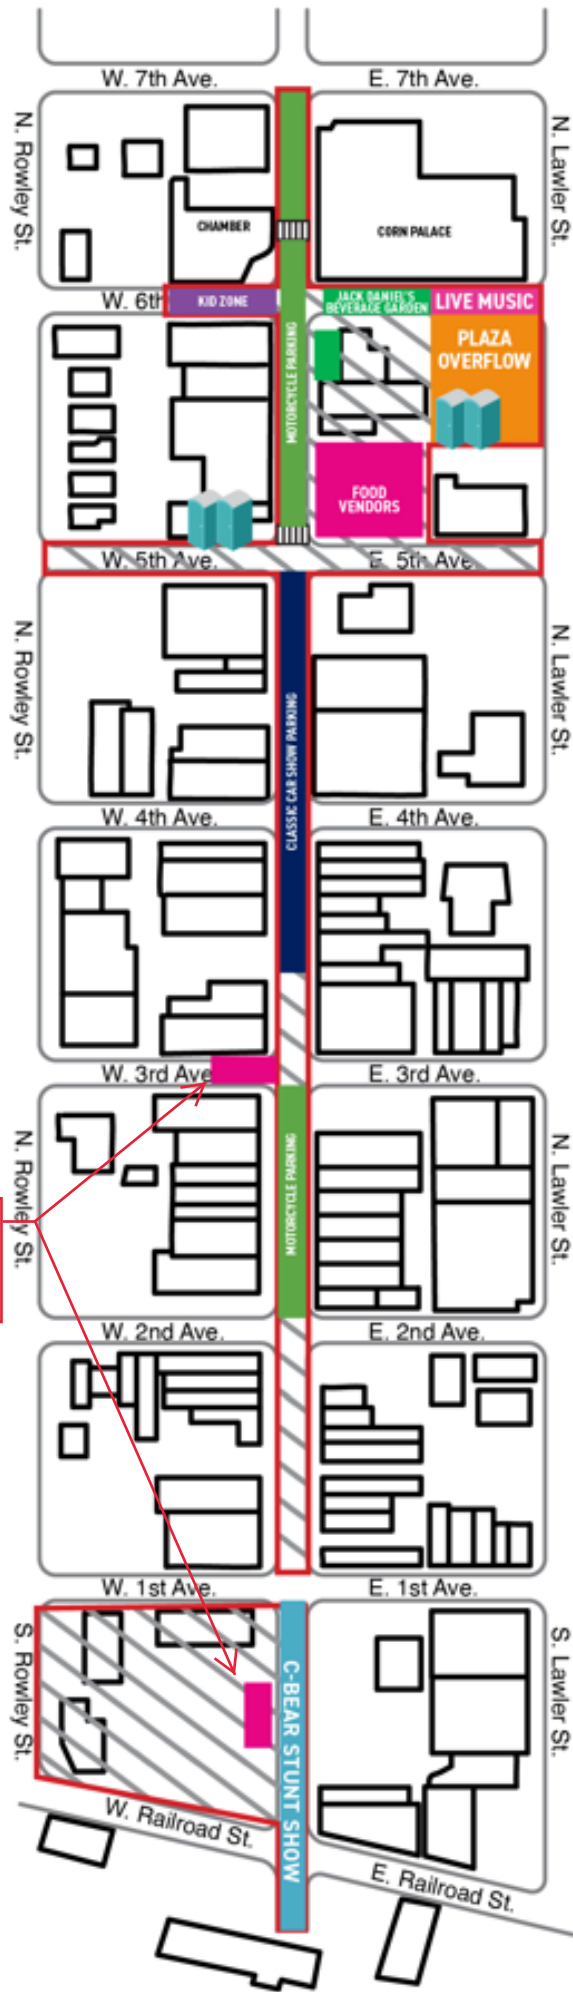 W. 7th Ave.
E. 7th Ave.
N. Rowley St.
N. Lawler St.
CHAMBER
CORN PALACE
W. 6th
KID ZONE
JACK DANIEL'S
BEVERAGE GARDEN
LIVE MUSIC
MOTORCYCLE PARKING
PLAZA
OVERFLOW
FOOD
VENDORS
W. 5th Ave.
E. 5th Ave.
N. Rowley St.
N. Lawler St.
CLASSIC CAR SHOW PARKING
W. 4th Ave.
E. 4th Ave.
W. 3rd Ave
E. 3rd Ave.
N. Rowley St.
MOTORCYCLE PARKING
N. Lawler St.
W. 2nd Ave.
E. 2nd Ave.
W. 1st Ave.
E. 1st Ave.
S. Rowley St.
C-BEAR STUNT SHOW
S. Lawler St.
W. Railroad St.
E. Railroad St.